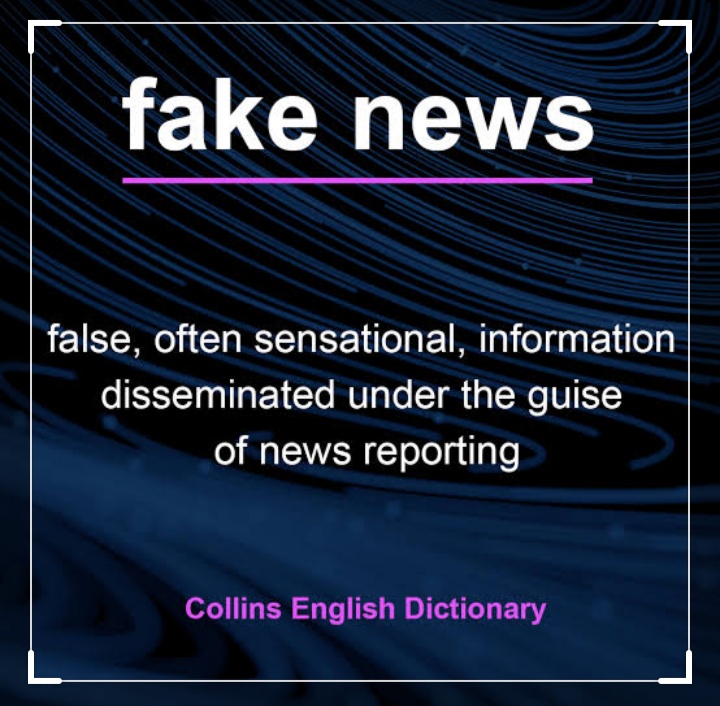 fake news
false, often sensational, information
disseminated under the guise
of news reporting
Collins English Dictionary